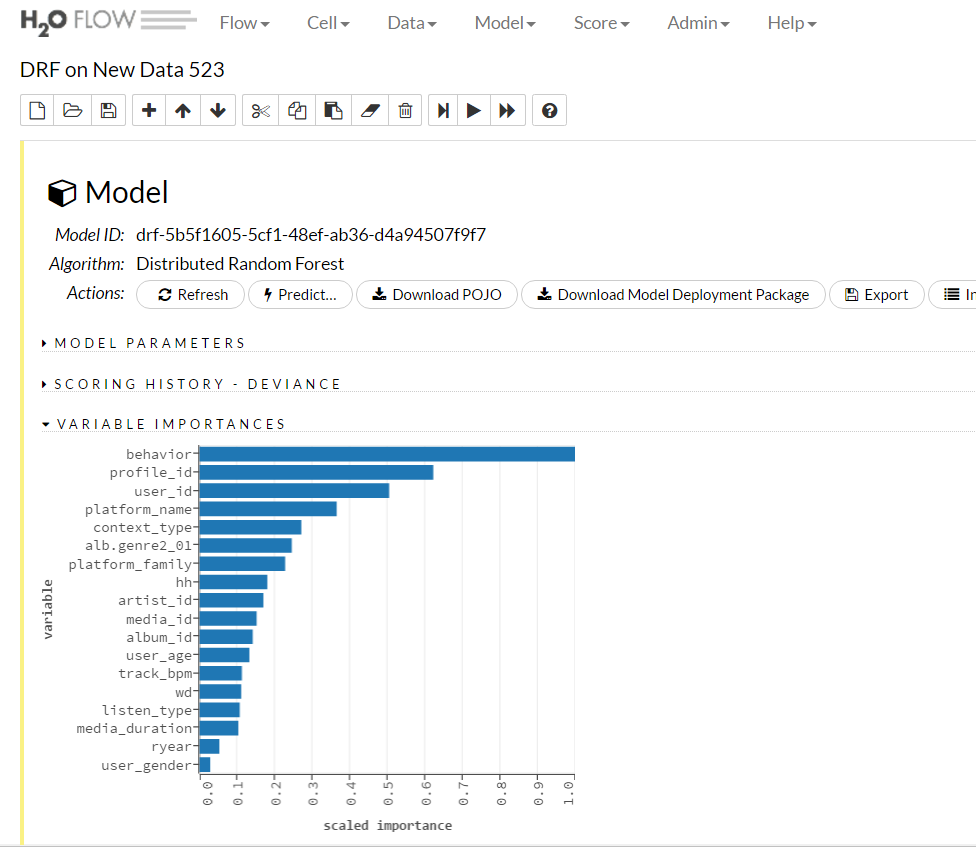 H2O FLOW Flow Cell Data Model Score Admin Help
DRF on New Data 523
Model
Model ID: drf-5b5f1605-5cf1-48ef-ab36-d4a94507f9f7
Algorithm: Distributed Random Forest
Actions: Refresh Predict... Download POJO Download Model Deployment Package Export In
MODEL PARAMETERS
SCORING HISTORY - DEVIANCE
VARIABLE IMPORTANCES
behavior
profile_id
user_id
platform_name
context_type
alb.genre2_01
platform_family
hh
artist_id
media_id
album_id
user_age
track_bpm
wd
listen_type
media_duration
ryear
user_gender
variable
0.0 0.1 0.2 0.3 0.4 0.5 0.6 0.7 0.8 0.9 1.0
scaled importance